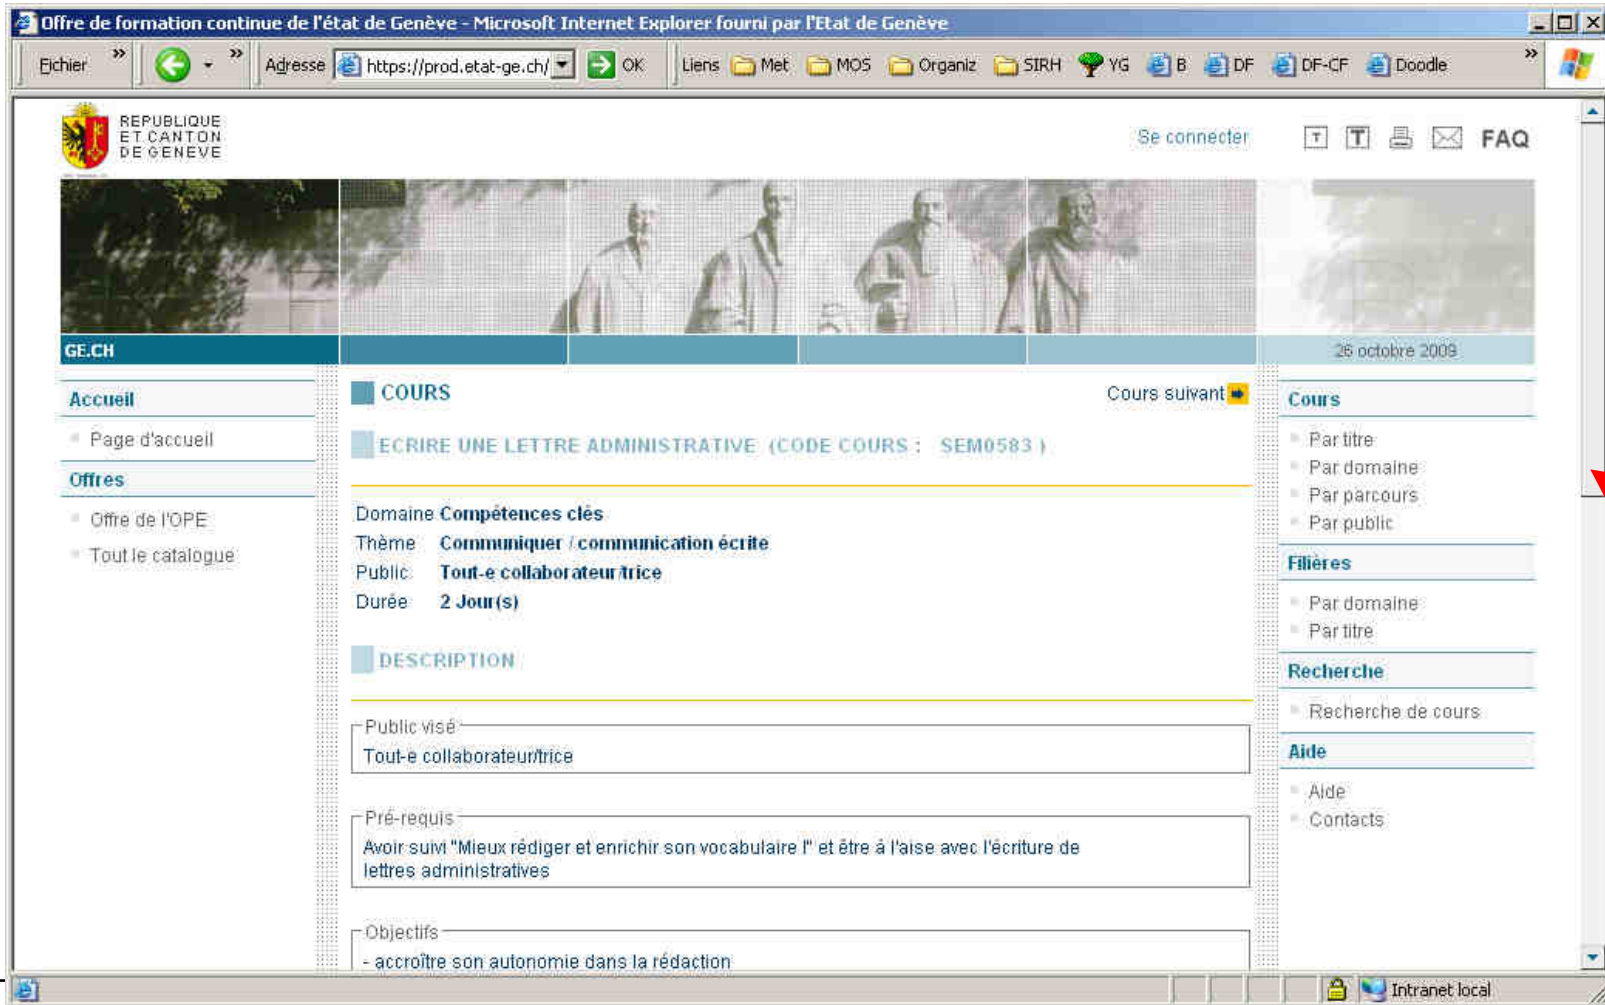 Offre de formation continue de l'état de Genève - Microsoft Internet Explorer fourni par l'Etat de Genève
Fichier » » Adresse https://prod.etat-ge.ch/ OK Liens Met MOS Organiz SIRH YG B DF DF-CF Doodle »
REPUBLIQUE
ET CANTON
DE GENEVE
Se connecter T T FAQ
GE.CH 26 octobre 2009
Accueil
Page d'accueil
Offres
Offre de l'OPE
Tout le catalogue
COURS Cours suivant
ECRIRE UNE LETTRE ADMINISTRATIVE (CODE COURS : SEM0583 )
Domaine Compétences clés
Thème Communiquer / communication écrite
Public Tout-e collaborateur/trice
Durée 2 Jour(s)
DESCRIPTION
Public visé
Tout-e collaborateur/trice
Pré-requis
Avoir suivi "Mieux rédiger et enrichir son vocabulaire I" et être à l'aise avec l'écriture de
lettres administratives
Objectifs
- accroître son autonomie dans la rédaction
Cours
Par titre
Par domaine
Par parcours
Par public
Filières
Par domaine
Par titre
Recherche
Recherche de cours
Aide
Aide
Contacts
Intranet local